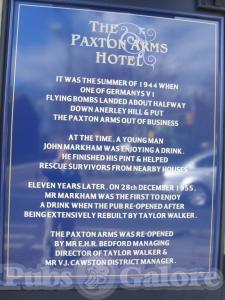 THE
PAXTON ARMS
HOTEL
IT WAS THE SUMMER OF 1944 WHEN
ONE OF GERMANYS V1
FLYING BOMBS LANDED ABOUT HALFWAY
DOWN ANERLEY HILL & PUT
THE PAXTON ARMS OUT OF BUSINESS
AT THE TIME , A YOUNG MAN
JOHN MARKHAM WAS ENJOYING A DRINK .
HE FINISHED HIS PINT & HELPED
RESCUE SURVIVORS FROM NEARBY HOUSES
ELEVEN YEARS LATER , ON 28th DECEMBER 1955 ,
MR MARKHAM WAS THE FIRST TO ENJOY
A DRINK WHEN THE PUB RE-OPENED AFTER
BEING EXTENSIVELY REBUILT BY TAYLOR WALKER .
THE PAXTON ARMS WAS RE-OPENED
BY MR E.H.R. BEDFORD MANAGING
DIRECTOR OF TAYLOR WALKER &
MR V.J. CAWSTON DISTRICT MANAGER .
Pubs Galore